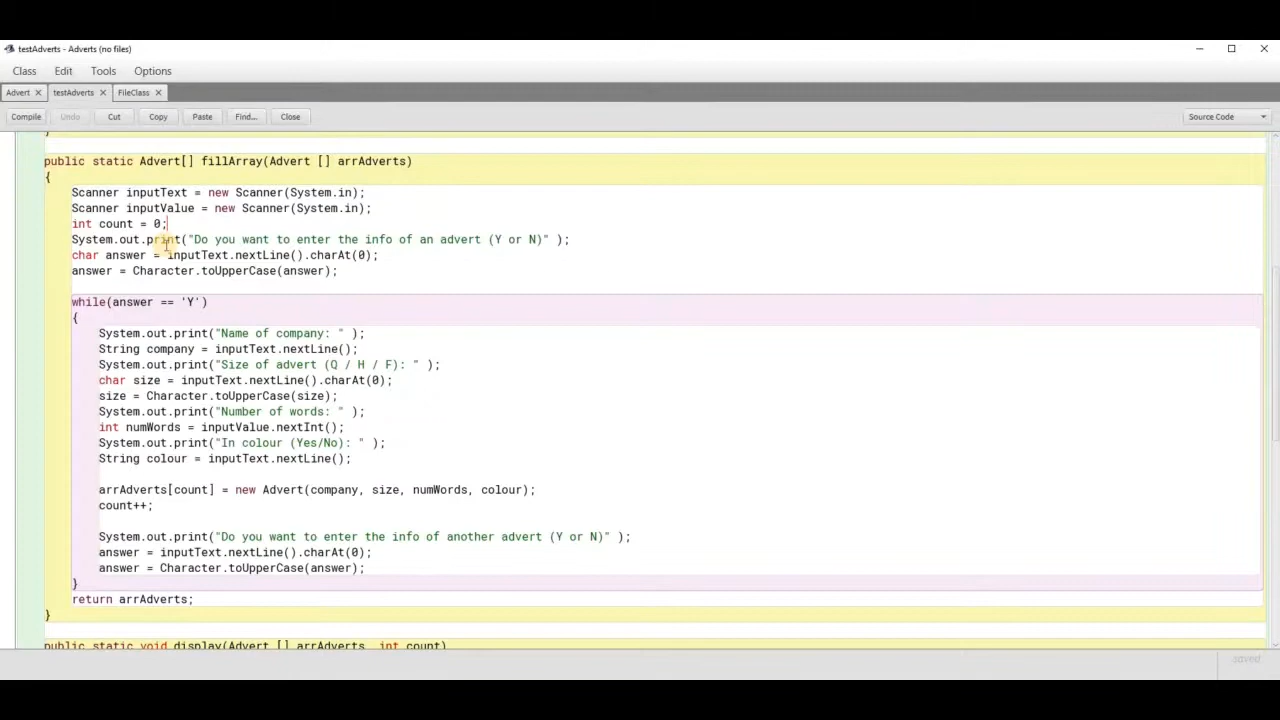 testAdverts - Adverts (no files)
Class Edit Tools Options
Advert testAdverts FileClass
Compile Undo Cut Copy Paste Find... Close Source Code
}
public static Advert[] fillArray(Advert [] arrAdverts)
{
Scanner inputText = new Scanner(System.in);
Scanner inputValue = new Scanner(System.in);
int count = 0;
System.out.print("Do you want to enter the info of an advert (Y or N)" );
char answer = inputText.nextLine().charAt(0);
answer = Character.toUpperCase(answer);
while(answer == 'Y')
{
System.out.print("Name of company: " );
String company = inputText.nextLine();
System.out.print("Size of advert (Q / H / F): " );
char size = inputText.nextLine().charAt(0);
size = Character.toUpperCase(size);
System.out.print("Number of words: " );
int numWords = inputValue.nextInt();
System.out.print("In colour (Yes/No): " );
String colour = inputText.nextLine();
arrAdverts[count] = new Advert(company, size, numWords, colour);
count++;
System.out.print("Do you want to enter the info of another advert (Y or N)" );
answer = inputText.nextLine().charAt(0);
answer = Character.toUpperCase(answer);
}
return arrAdverts;
}
public static void display(Advert [] arrAdverts, int count)
saved